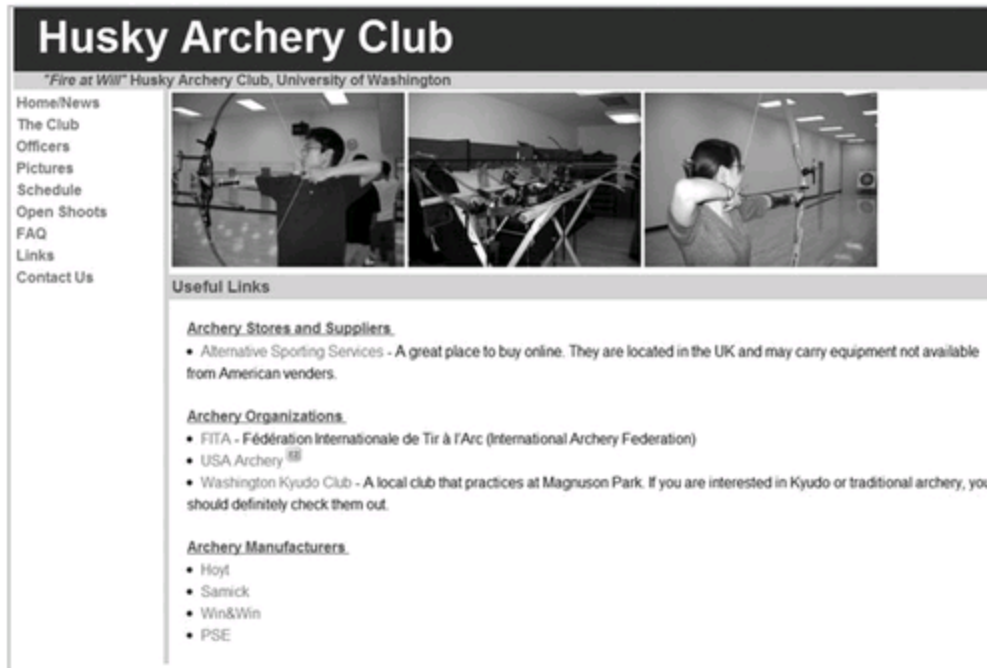 Husky Archery Club
"Fire at Will" Husky Archery Club, University of Washington
Home/News
The Club
Officers
Pictures
Schedule
Open Shoots
FAQ
Links
Contact Us
Useful Links
Archery Stores and Suppliers
• Alternative Sporting Services - A great place to buy online. They are located in the UK and may carry equipment not available
from American venders.
Archery Organizations
• FITA - Fédération Internationale de Tir à l'Arc (International Archery Federation)
• USA Archery
• Washington Kyudo Club - A local club that practices at Magnuson Park. If you are interested in Kyudo or traditional archery, you
should definitely check them out.
Archery Manufacturers
• Hoyt
• Samick
• Win&Win
• PSE